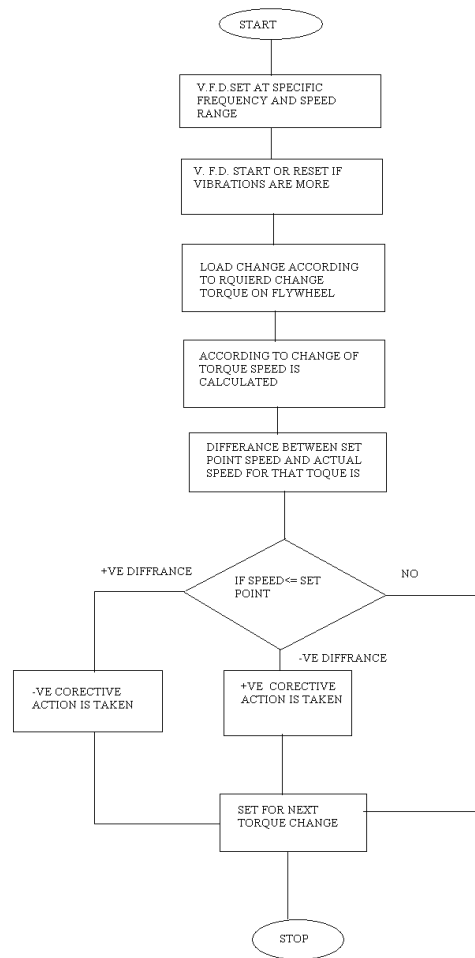 START
V.F.D.SET AT SPECIFIC
FREQUENCY AND SPEED
RANGE
V. F.D. START OR RESET IF
VIBRATIONS ARE MORE
LOAD CHANGE ACCORDING
TO RQUIERD CHANGE
TORQUE ON FLYWHEEL
ACCORDING TO CHANGE OF
TORQUE SPEED IS
CALCULATED
DIFFERANCE BETWEEN SET
POINT SPEED AND ACTUAL
SPEED FOR THAT TOQUE IS
+VE DIFFRANCE
IF SPEED<= SET
POINT
NO
-VE DIFFRANCE
-VE CORECTIVE
ACTION IS TAKEN
+VE CORECTIVE
ACTION IS TAKEN
SET FOR NEXT
TORQUE CHANGE
STOP